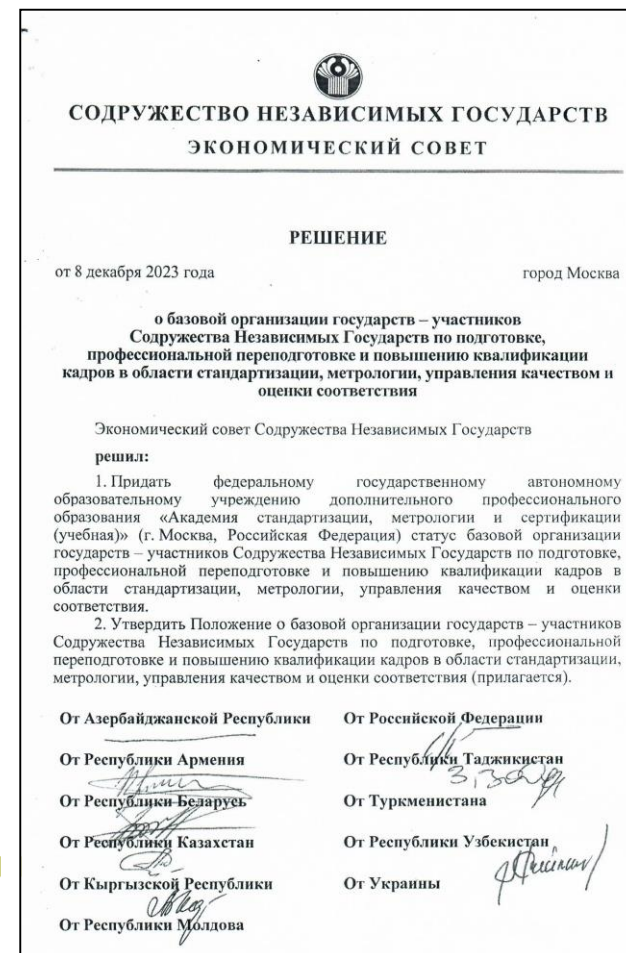 СОДРУЖЕСТВО НЕЗАВИСИМЫХ ГОСУДАРСТВ
ЭКОНОМИЧЕСКИЙ СОВЕТ
РЕШЕНИЕ
от 8 декабря 2023 года город Москва
о базовой организации государств – участников
Содружества Независимых Государств по подготовке,
профессиональной переподготовке и повышению квалификации
кадров в области стандартизации, метрологии, управления качеством и
оценки соответствия
Экономический совет Содружества Независимых Государств
решил:
1. Придать федеральному государственному автономному
образовательному учреждению дополнительного профессионального
образования «Академия стандартизации, метрологии и сертификации
(учебная)» (г. Москва, Российская Федерация) статус базовой организации
государств – участников Содружества Независимых Государств по подготовке,
профессиональной переподготовке и повышению квалификации кадров в
области стандартизации, метрологии, управления качеством и оценки
соответствия.
2. Утвердить Положение о базовой организации государств – участников
Содружества Независимых Государств по подготовке, профессиональной
переподготовке и повышению квалификации кадров в области стандартизации,
метрологии, управления качеством и оценки соответствия (прилагается).
От Азербайджанской Республики От Российской Федерации
От Республики Армения От Республики Таджикистан
От Республики Беларусь От Туркменистана
От Республики Казахстан От Республики Узбекистан
От Кыргызской Республики От Украины
От Республики Молдова